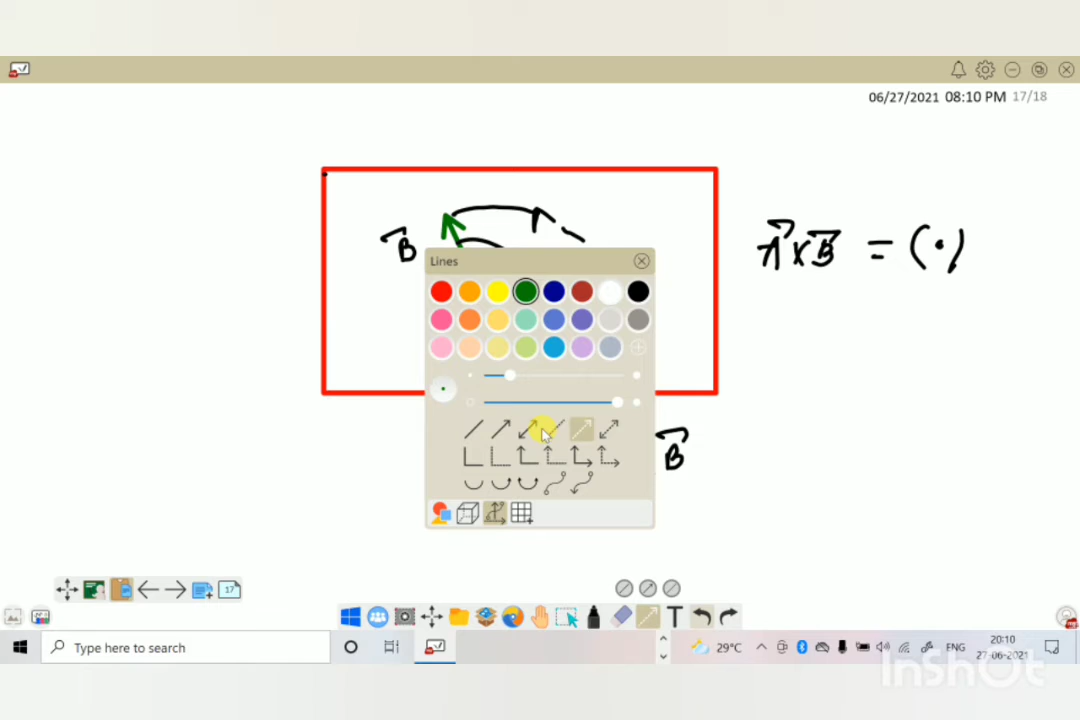 06/27/2021 08:10 PM 17/18
B
A×B = (·)
Lines
B
17
Type here to search
29°C
ENG
20:10
27-06-2021
InShOt